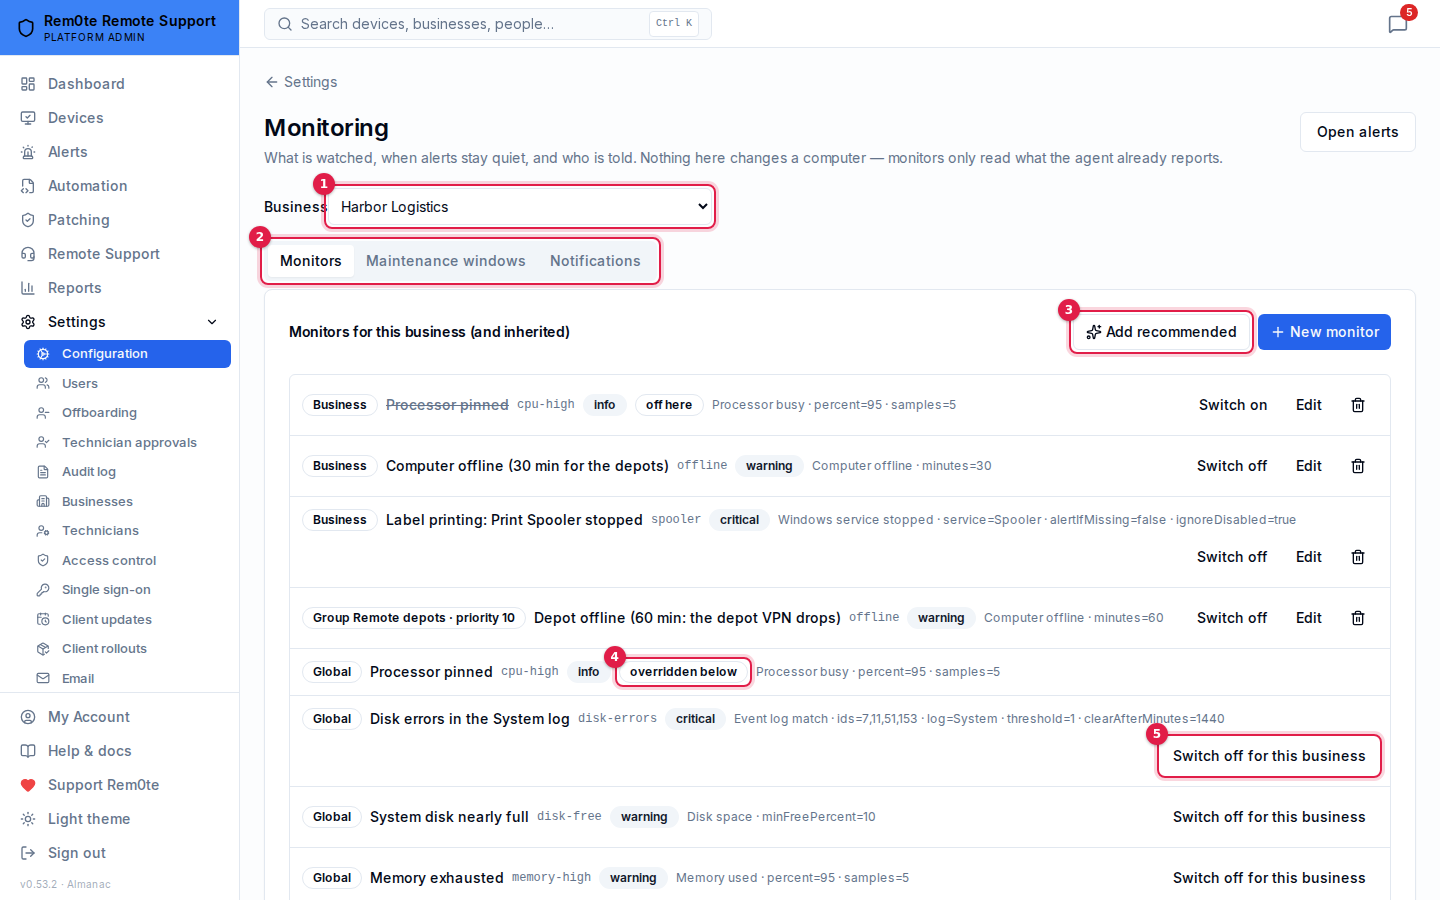 Rem0te Remote Support
PLATFORM ADMIN
Search devices, businesses, people...
Ctrl K
5
Dashboard
Devices
Alerts
Automation
Patching
Remote Support
Reports
Settings
Configuration
Users
Offboarding
Technician approvals
Audit log
Businesses
Technicians
Access control
Single sign-on
Client updates
Client rollouts
Email
My Account
Help & docs
Support Rem0te
Light theme
Sign out
v0.53.2 · Almanac
Settings
Monitoring
What is watched, when alerts stay quiet, and who is told. Nothing here changes a computer — monitors only read what the agent already reports.
Open alerts
1
Business Harbor Logistics
2
Monitors Maintenance windows Notifications
Monitors for this business (and inherited)
3
Add recommended
New monitor
Business Processor pinned cpu-high info off here Processor busy · percent=95 · samples=5 Switch on Edit
Business Computer offline (30 min for the depots) offline warning Computer offline · minutes=30 Switch off Edit
Business Label printing: Print Spooler stopped spooler critical Windows service stopped · service=Spooler · alertIfMissing=false · ignoreDisabled=true
Switch off Edit
Group Remote depots · priority 10 Depot offline (60 min: the depot VPN drops) offline warning Computer offline · minutes=60 Switch off Edit
4
Global Processor pinned cpu-high info overridden below Processor busy · percent=95 · samples=5
Global Disk errors in the System log disk-errors critical Event log match · ids=7,11,51,153 · log=System · threshold=1 · clearAfterMinutes=1440
5
Switch off for this business
Global System disk nearly full disk-free warning Disk space · minFreePercent=10 Switch off for this business
Global Memory exhausted memory-high warning Memory used · percent=95 · samples=5 Switch off for this business